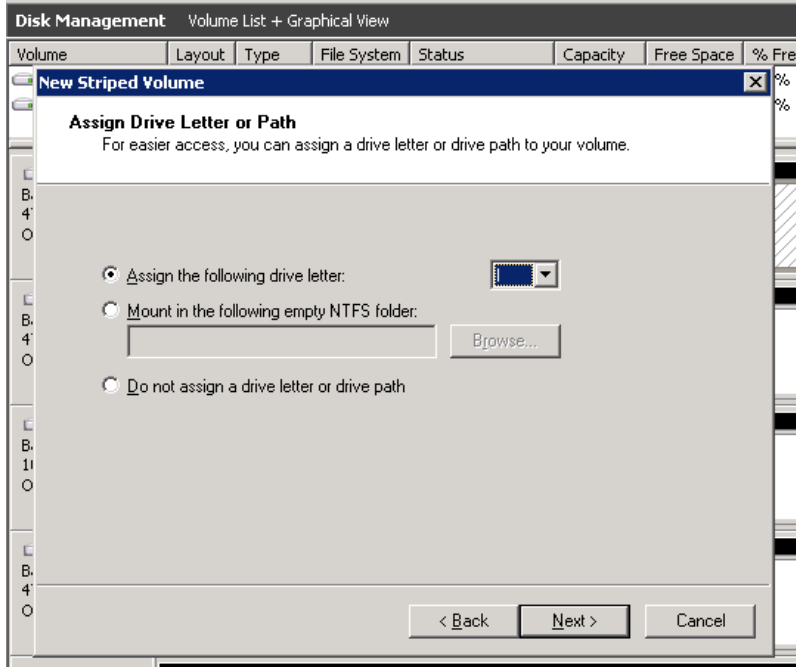 Disk Management Volume List + Graphical View
Volume Layout Type File System Status Capacity Free Space % Fre
New Striped Volume
%
%
Assign Drive Letter or Path
For easier access, you can assign a drive letter or drive path to your volume.
Assign the following drive letter:
Mount in the following empty NTFS folder:
Browse...
Do not assign a drive letter or drive path
< Back Next > Cancel